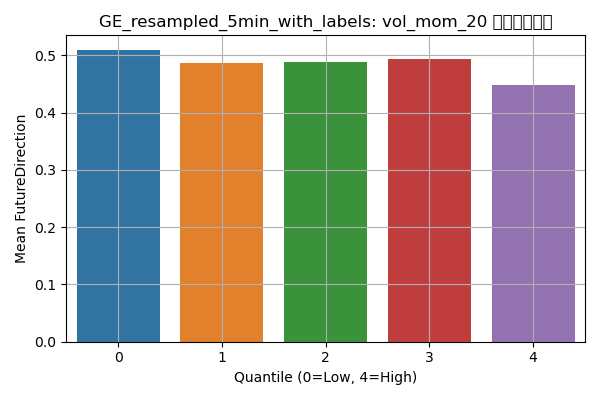 GE_resampled_5min_with_labels: vol_mom_20
Mean FutureDirection
0.5
0.4
0.3
0.2
0.1
0.0
0 1 2 3 4
Quantile (0=Low, 4=High)